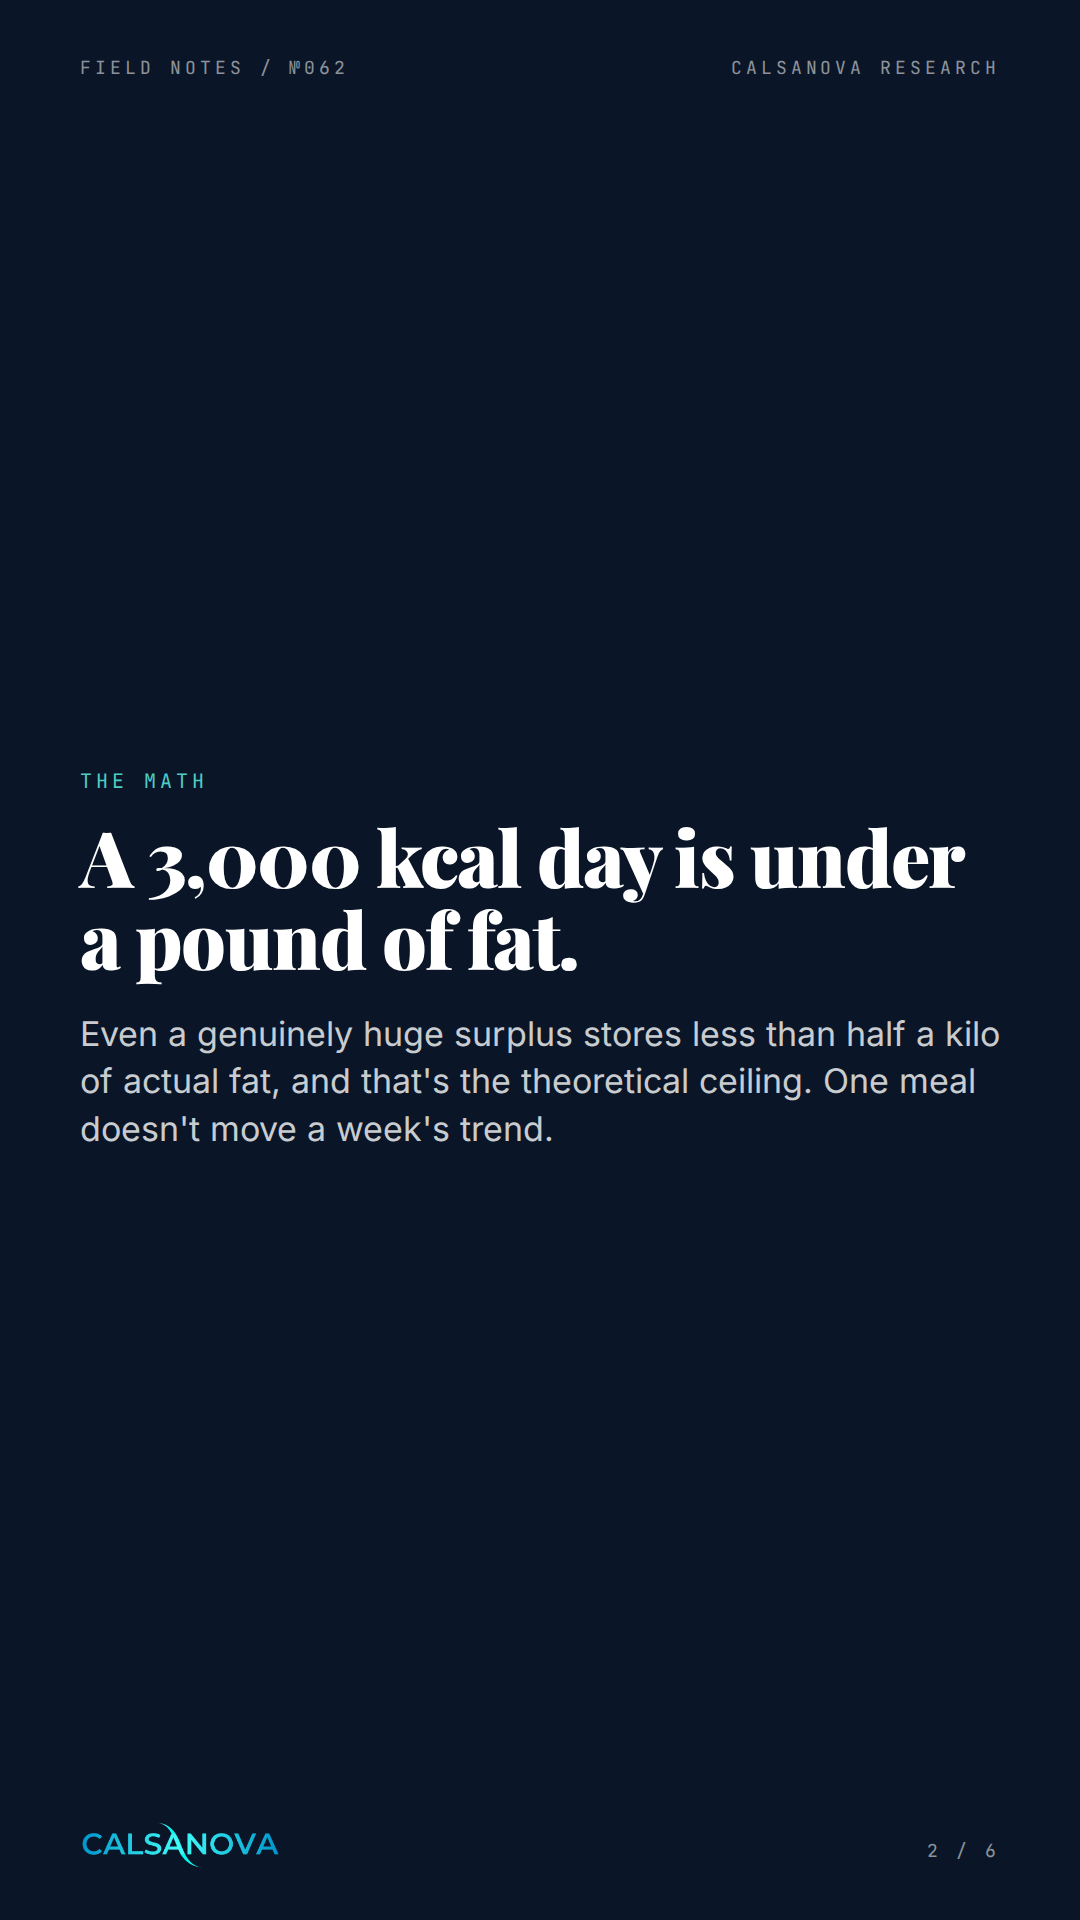 FIELD NOTES / №062
CALSANOVA RESEARCH
THE MATH
A 3,000 kcal day is under
a pound of fat.
Even a genuinely huge surplus stores less than half a kilo
of actual fat, and that's the theoretical ceiling. One meal
doesn't move a week's trend.
CALSANOVA
2 / 6